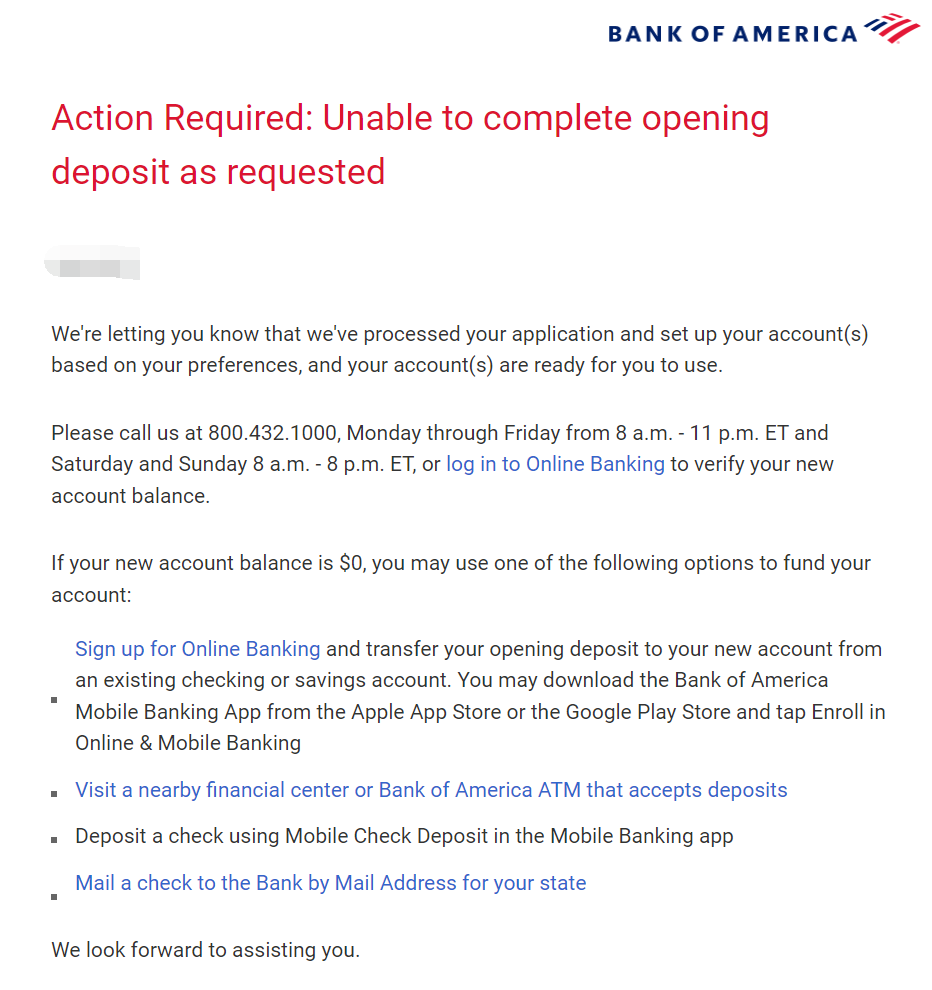 BANK OF AMERICA
Action Required: Unable to complete opening
deposit as requested
We're letting you know that we've processed your application and set up your account(s)
based on your preferences, and your account(s) are ready for you to use.
Please call us at 800.432.1000, Monday through Friday from 8 a.m. - 11 p.m. ET and
Saturday and Sunday 8 a.m. - 8 p.m. ET, or log in to Online Banking to verify your new
account balance.
If your new account balance is $0, you may use one of the following options to fund your
account:
Sign up for Online Banking and transfer your opening deposit to your new account from
an existing checking or savings account. You may download the Bank of America
Mobile Banking App from the Apple App Store or the Google Play Store and tap Enroll in
Online & Mobile Banking
Visit a nearby financial center or Bank of America ATM that accepts deposits
Deposit a check using Mobile Check Deposit in the Mobile Banking app
Mail a check to the Bank by Mail Address for your state
We look forward to assisting you.